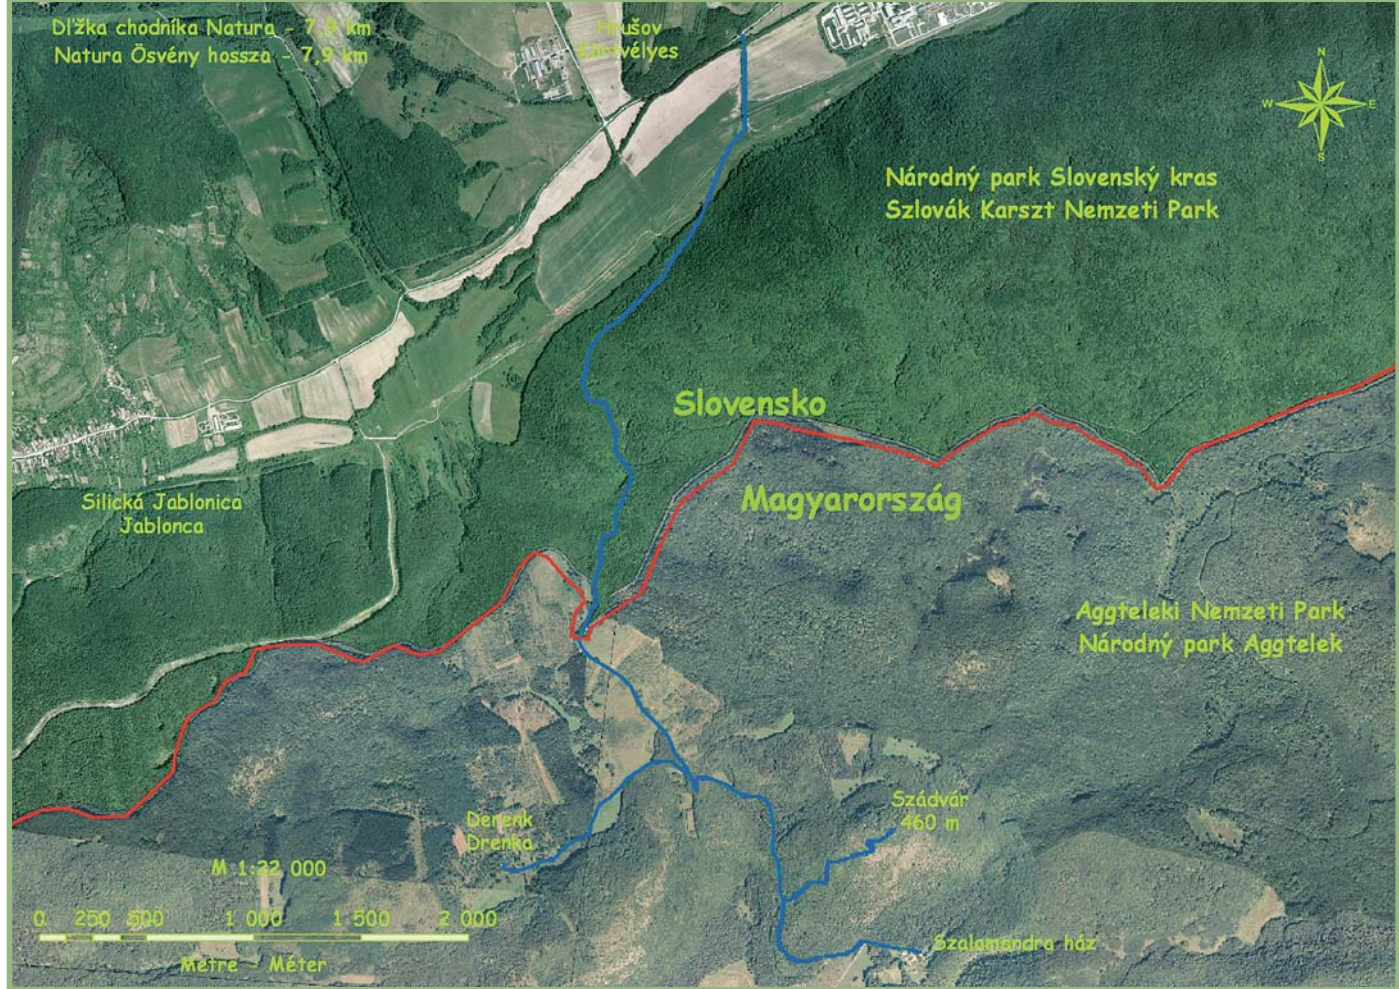 Dĺžka chodníka Natura - 7,9 km
Natura Ösvény hossza - 7,9 km
Hrušov
Körtvélyes
N
W E
S
Národný park Slovenský kras
Szlovák Karszt Nemzeti Park
Slovensko
Magyarország
Silická Jablonica
Jablonca
Aggteleki Nemzeti Park
Národný park Aggtelek
Szádvár
460 m
Derenk
Drenka
M 1:22 000
0 250 500 1 000 1 500 2 000
Szalamandra ház
Metre - Méter